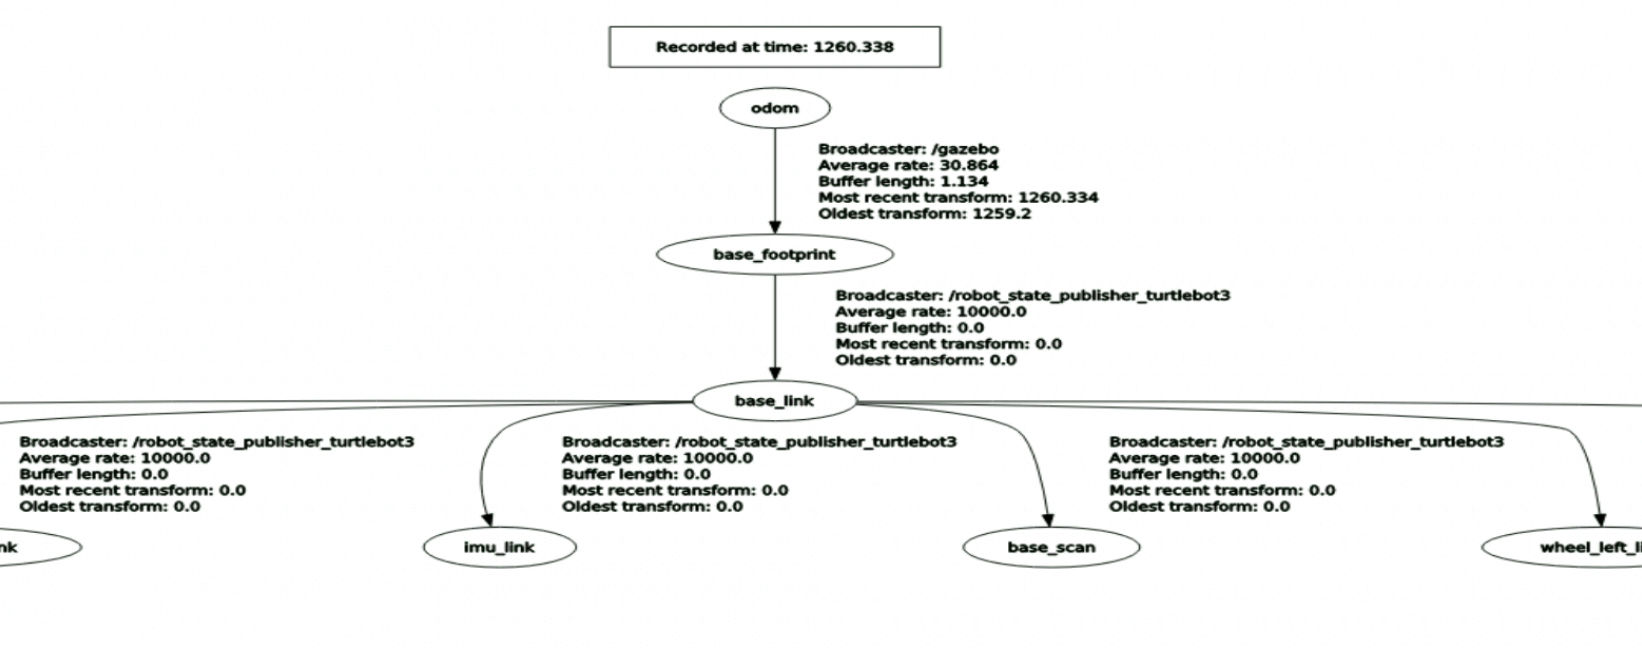 Recorded at time: 1260.338
odom
Broadcaster: /gazebo
Average rate: 30.864
Buffer length: 1.134
Most recent transform: 1260.334
Oldest transform: 1259.2
base_footprint
Broadcaster: /robot_state_publisher_turtlebot3
Average rate: 10000.0
Buffer length: 0.0
Most recent transform: 0.0
Oldest transform: 0.0
base_link
Broadcaster: /robot_state_publisher_turtlebot3
Average rate: 10000.0
Buffer length: 0.0
Most recent transform: 0.0
Oldest transform: 0.0
Broadcaster: /robot_state_publisher_turtlebot3
Average rate: 10000.0
Buffer length: 0.0
Most recent transform: 0.0
Oldest transform: 0.0
Broadcaster: /robot_state_publisher_turtlebot3
Average rate: 10000.0
Buffer length: 0.0
Most recent transform: 0.0
Oldest transform: 0.0
imu_link
base_scan
wheel_left_li